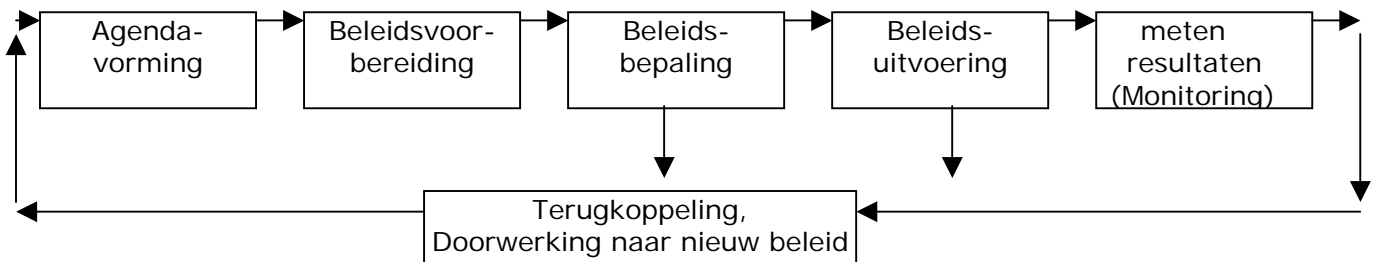 Agenda-
vorming
Beleidsvoor-
bereiding
Beleids-
bepaling
Beleids-
uitvoering
meten
resultaten
(Monitoring)
Terugkoppeling,
Doorwerking naar nieuw beleid